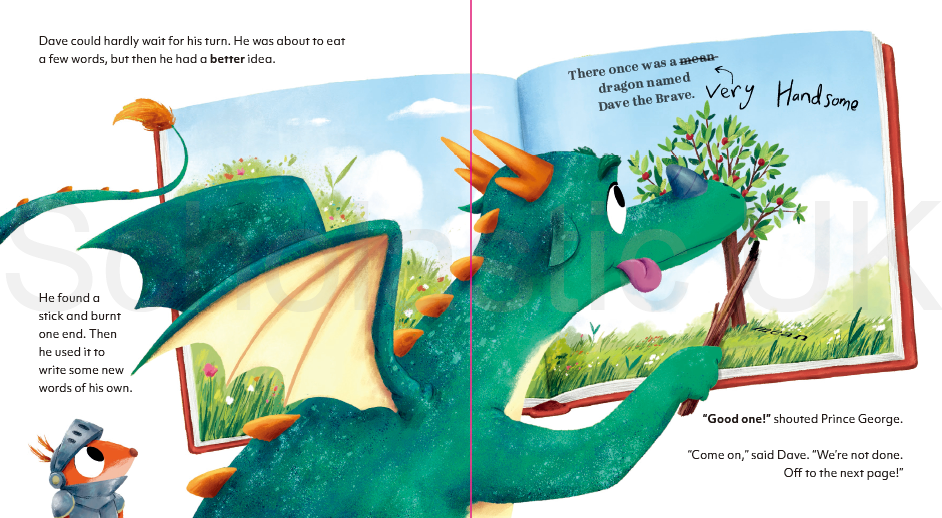 Dave could hardly wait for his turn. He was about to eat
a few words, but then he had a better idea.
There once was a mean
dragon named
Dave the Brave.
very Handsome
He found a
stick and burnt
one end. Then
he used it to
write some new
words of his own.
mean
"Good one!" shouted Prince George.
"Come on," said Dave. "We're not done.
Off to the next page!"
Scholastic UK